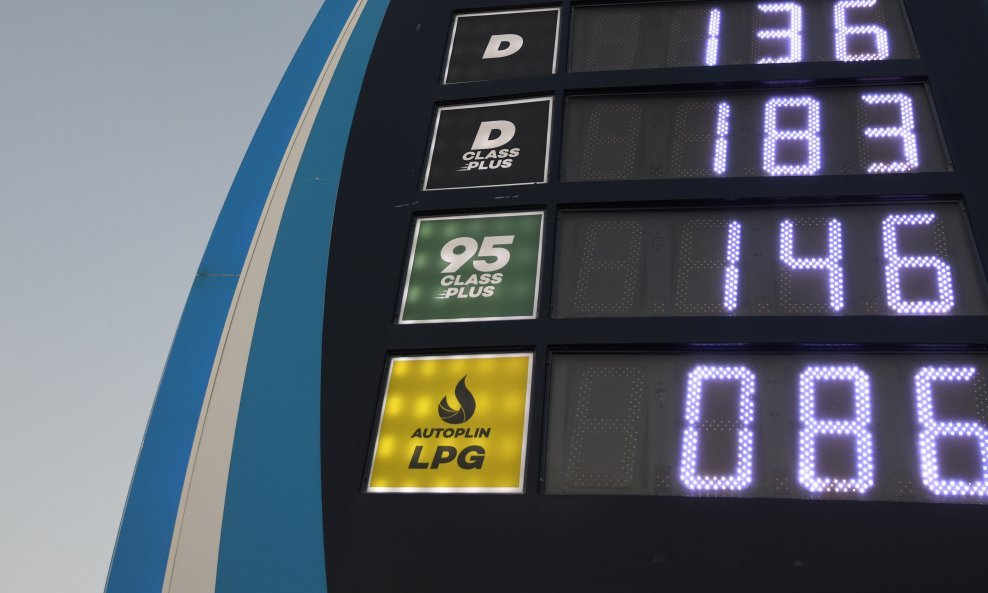 D 136
D
CLASS
PLUS 183
95
CLASS
PLUS 146
AUTOPLIN
LPG 086